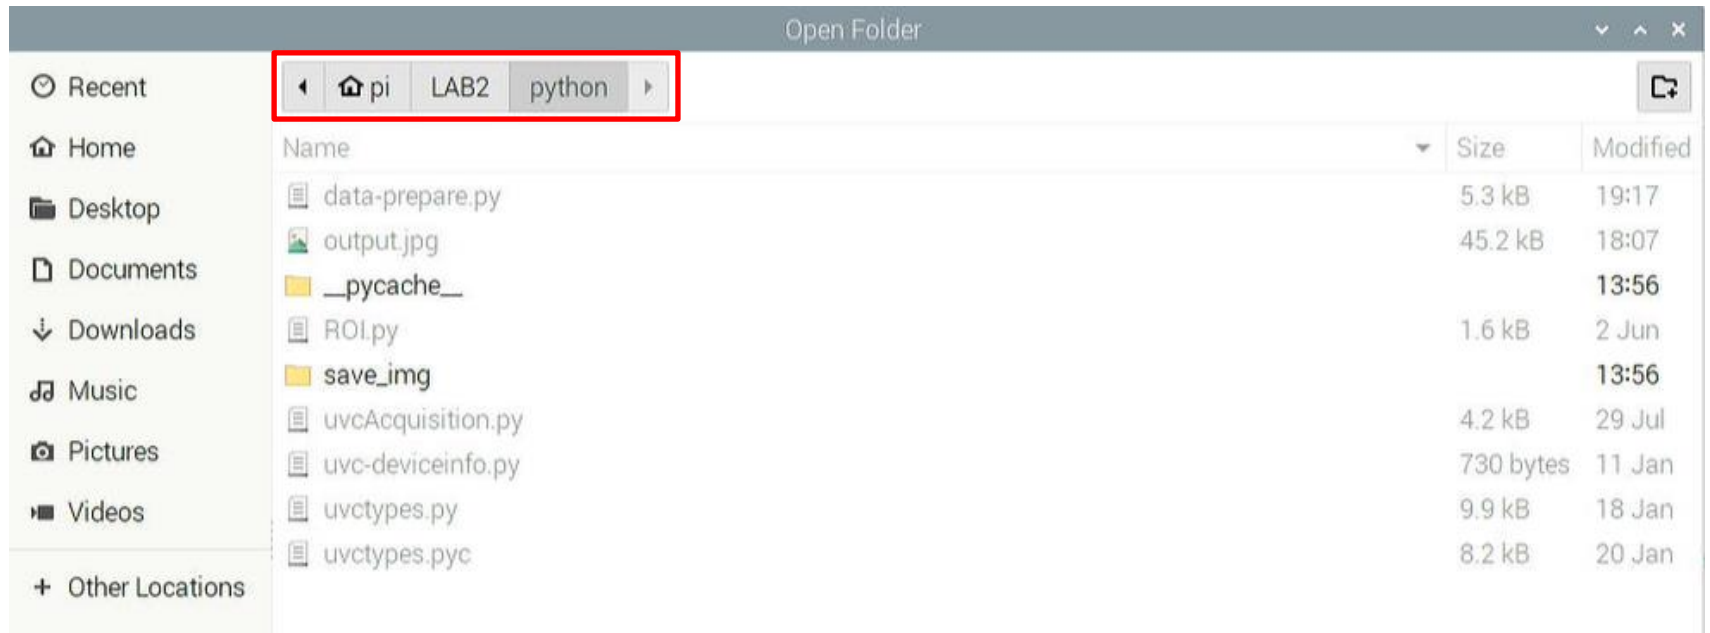 Open Folder
Recent
pi LAB2 python
Home
Name Size Modified
Desktop
data-prepare.py 5.3 kB 19:17
output.jpg 45.2 kB 18:07
Documents
__pycache__ 13:56
Downloads
ROI.py 1.6 kB 2 Jun
save_img 13:56
Music
uvcAcquisition.py 4.2 kB 29 Jul
Pictures
uvc-deviceinfo.py 730 bytes 11 Jan
Videos
uvctypes.py 9.9 kB 18 Jan
uvctypes.pyc 8.2 kB 20 Jan
+ Other Locations